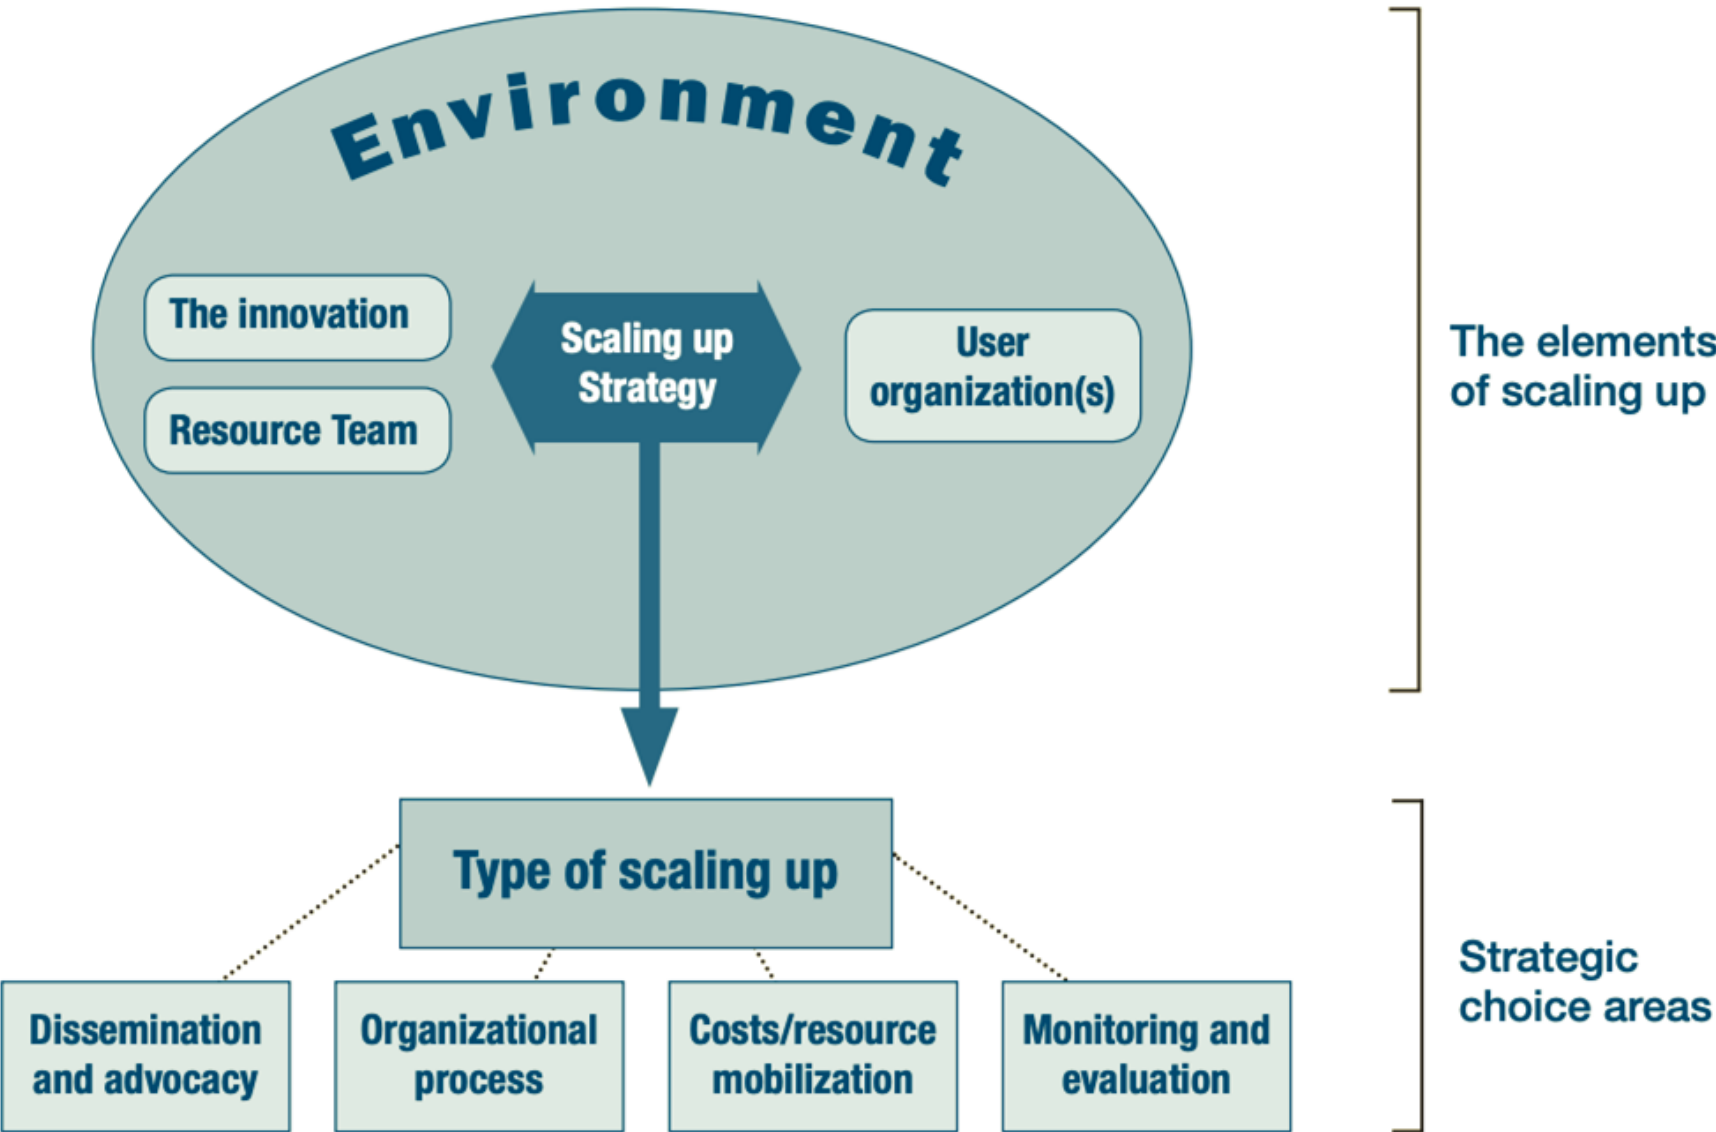 Environment
The innovation
Resource Team
Scaling up
Strategy
User
organization(s)
The elements
of scaling up
Type of scaling up
Dissemination
and advocacy
Organizational
process
Costs/resource
mobilization
Monitoring and
evaluation
Strategic
choice areas